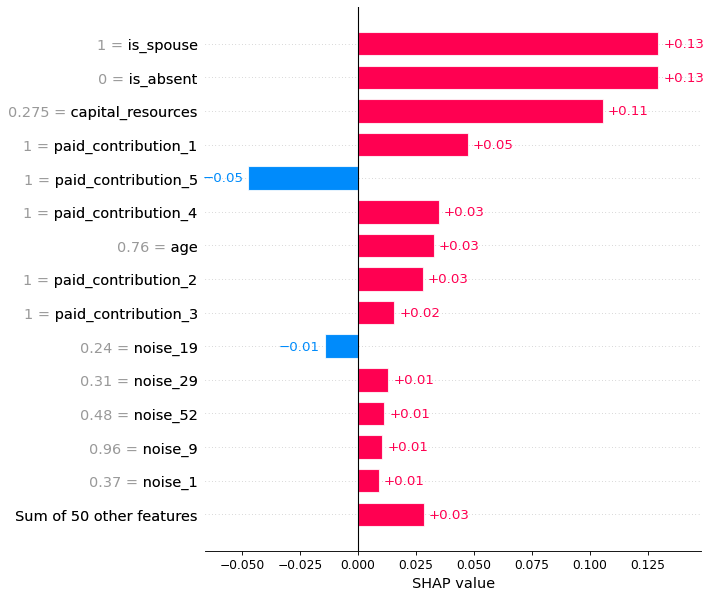 1 = is_spouse +0.13
0 = is_absent +0.13
0.275 = capital_resources +0.11
1 = paid_contribution_1 +0.05
1 = paid_contribution_5 −0.05
1 = paid_contribution_4 +0.03
0.76 = age +0.03
1 = paid_contribution_2 +0.03
1 = paid_contribution_3 +0.02
0.24 = noise_19 −0.01
0.31 = noise_29 +0.01
0.48 = noise_52 +0.01
0.96 = noise_9 +0.01
0.37 = noise_1 +0.01
Sum of 50 other features +0.03
−0.050 −0.025 0.000 0.025 0.050 0.075 0.100 0.125
SHAP value